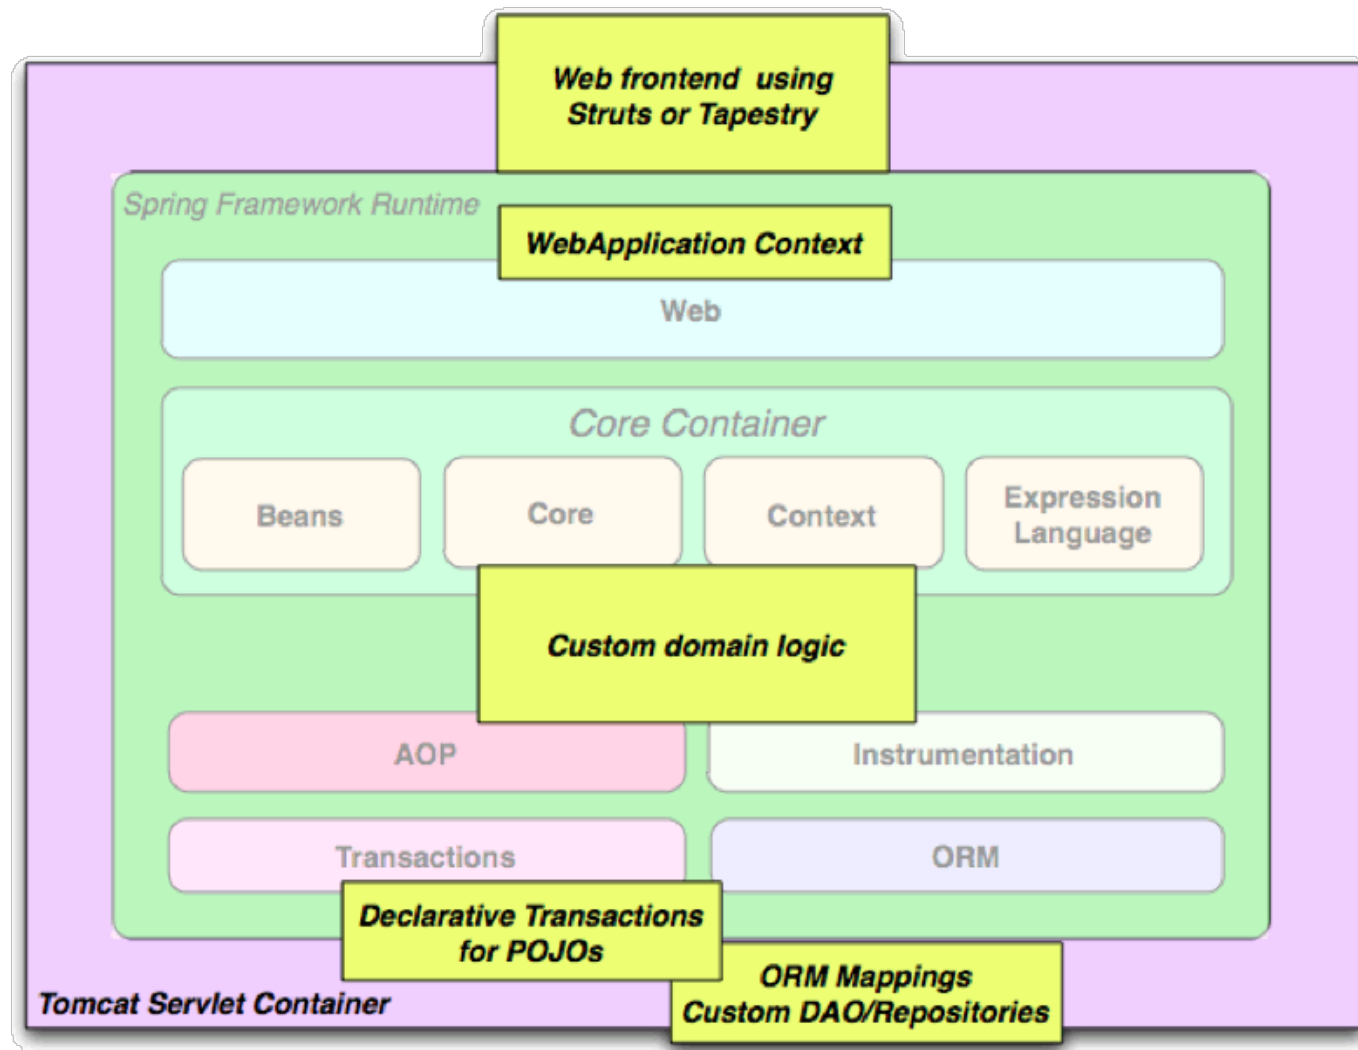 Web frontend using
Struts or Tapestry
Spring Framework Runtime
WebApplication Context
Web
Core Container
Beans
Core
Context
Expression
Language
Custom domain logic
AOP
Instrumentation
Transactions
ORM
Declarative Transactions
for POJOs
ORM Mappings
Custom DAO/Repositories
Tomcat Servlet Container